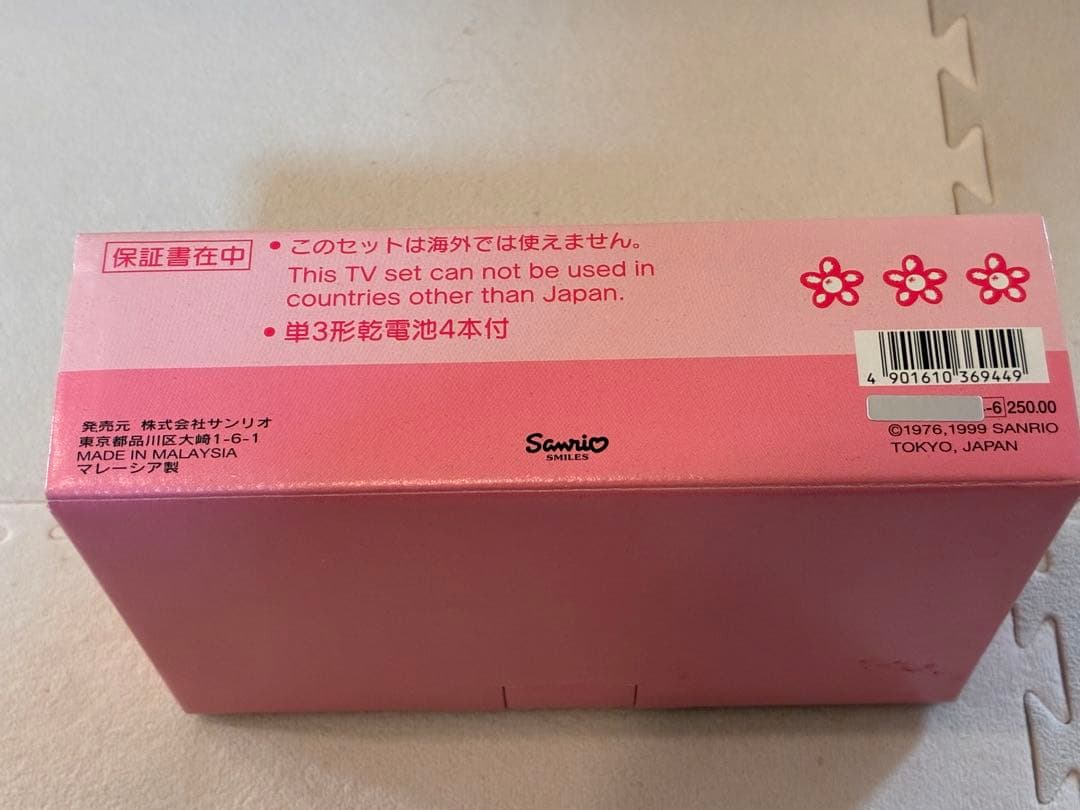 保証書在中
● このセットは海外では使えません。
This TV set can not be used in
countries other than Japan.
● 単3形乾電池4本付
4 901610 369449
-6 250.00
©1976,1999 SANRIO
TOKYO, JAPAN
発売元 株式会社サンリオ
東京都品川区大崎1-6-1
MADE IN MALAYSIA
マレーシア製
Sanrio
SMILES